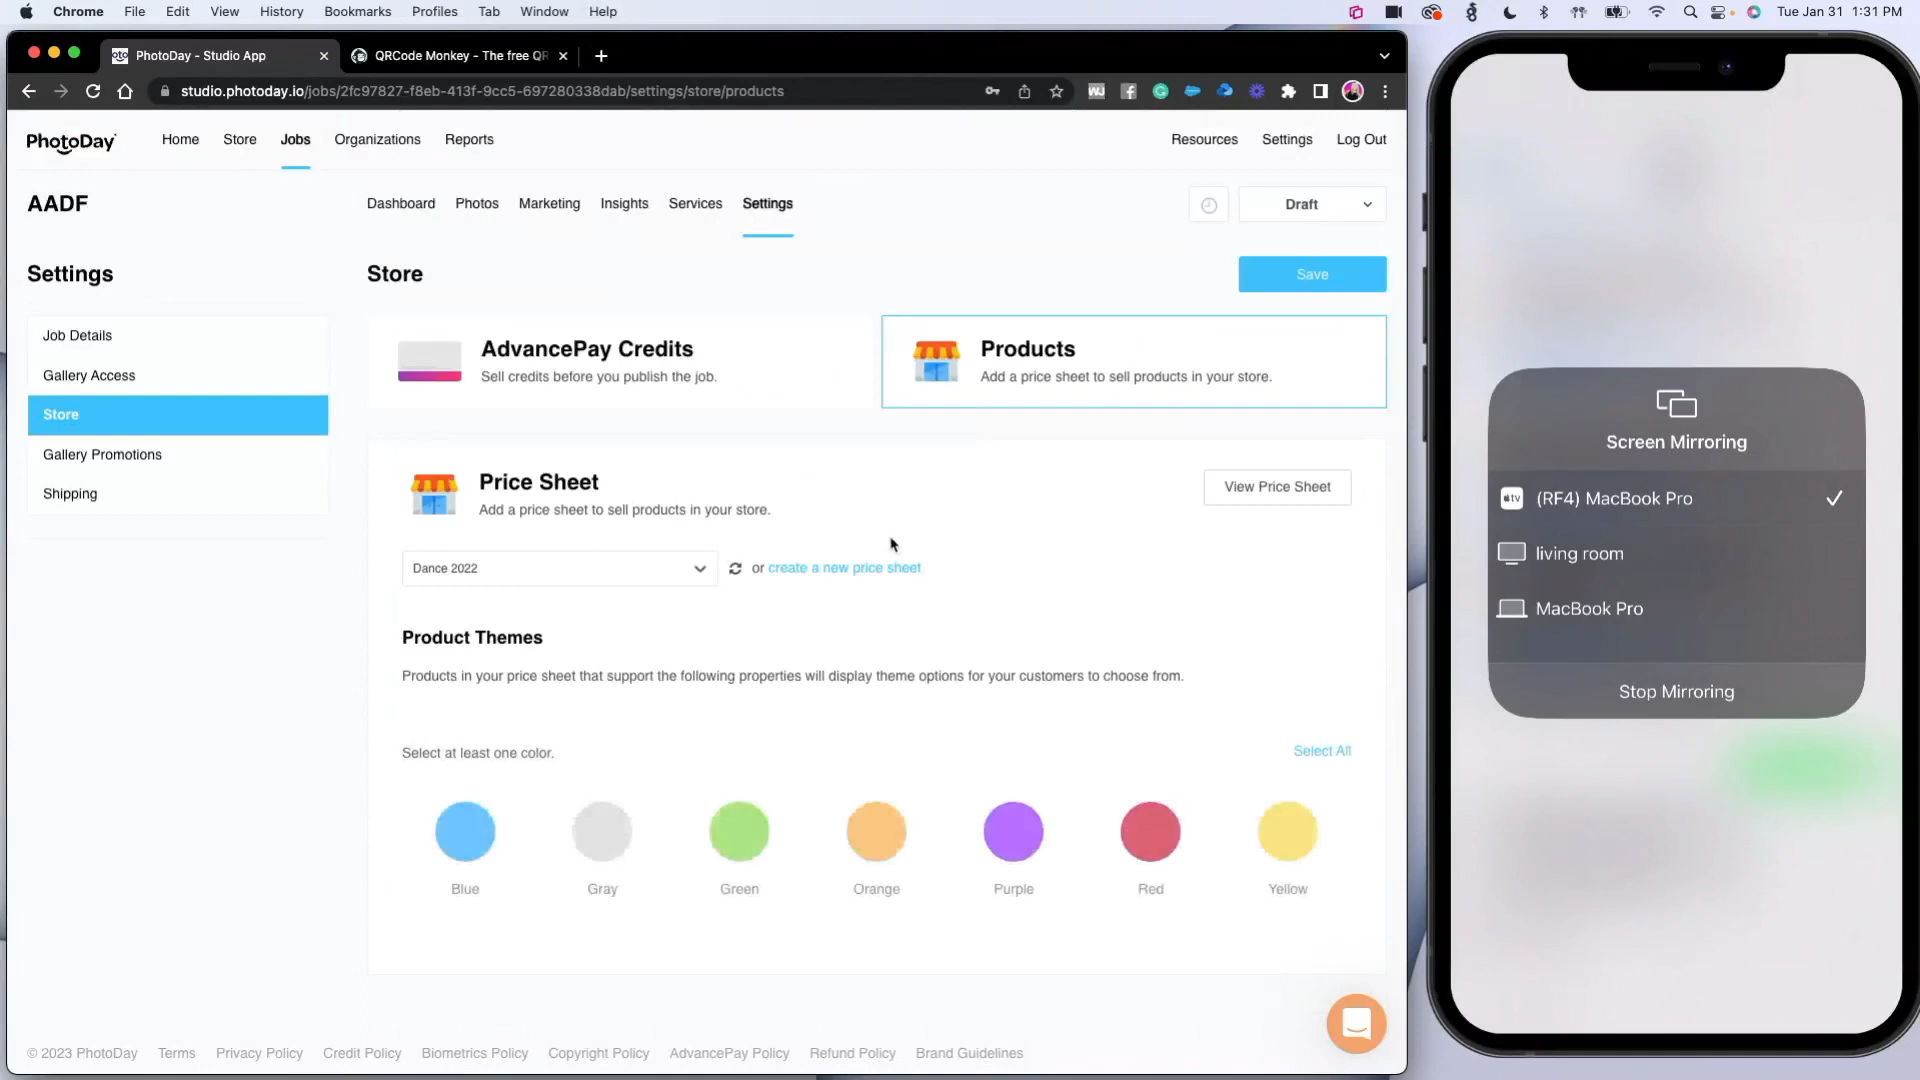 Chrome File Edit View History Bookmarks Profiles Tab Window Help
Tue Jan 31 1:31 PM
PhotoDay - Studio App
QRCode Monkey - The free QR
studio.photoday.io/jobs/2fc97827-f8eb-413f-9cc5-697280338dab/settings/store/products
PhotoDay
Home Store Jobs Organizations Reports
Resources Settings Log Out
AADF
Dashboard Photos Marketing Insights Services Settings
Draft
Settings
Job Details
Gallery Access
Store
Gallery Promotions
Shipping
Store
Save
AdvancePay Credits
Sell credits before you publish the job.
Products
Add a price sheet to sell products in your store.
Price Sheet
Add a price sheet to sell products in your store.
View Price Sheet
Dance 2022
or create a new price sheet
Product Themes
Products in your price sheet that support the following properties will display theme options for your customers to choose from.
Select at least one color.
Select All
Blue Gray Green Orange Purple Red Yellow
© 2023 PhotoDay Terms Privacy Policy Credit Policy Biometrics Policy Copyright Policy AdvancePay Policy Refund Policy Brand Guidelines
Screen Mirroring
tv (RF4) MacBook Pro
living room
MacBook Pro
Stop Mirroring